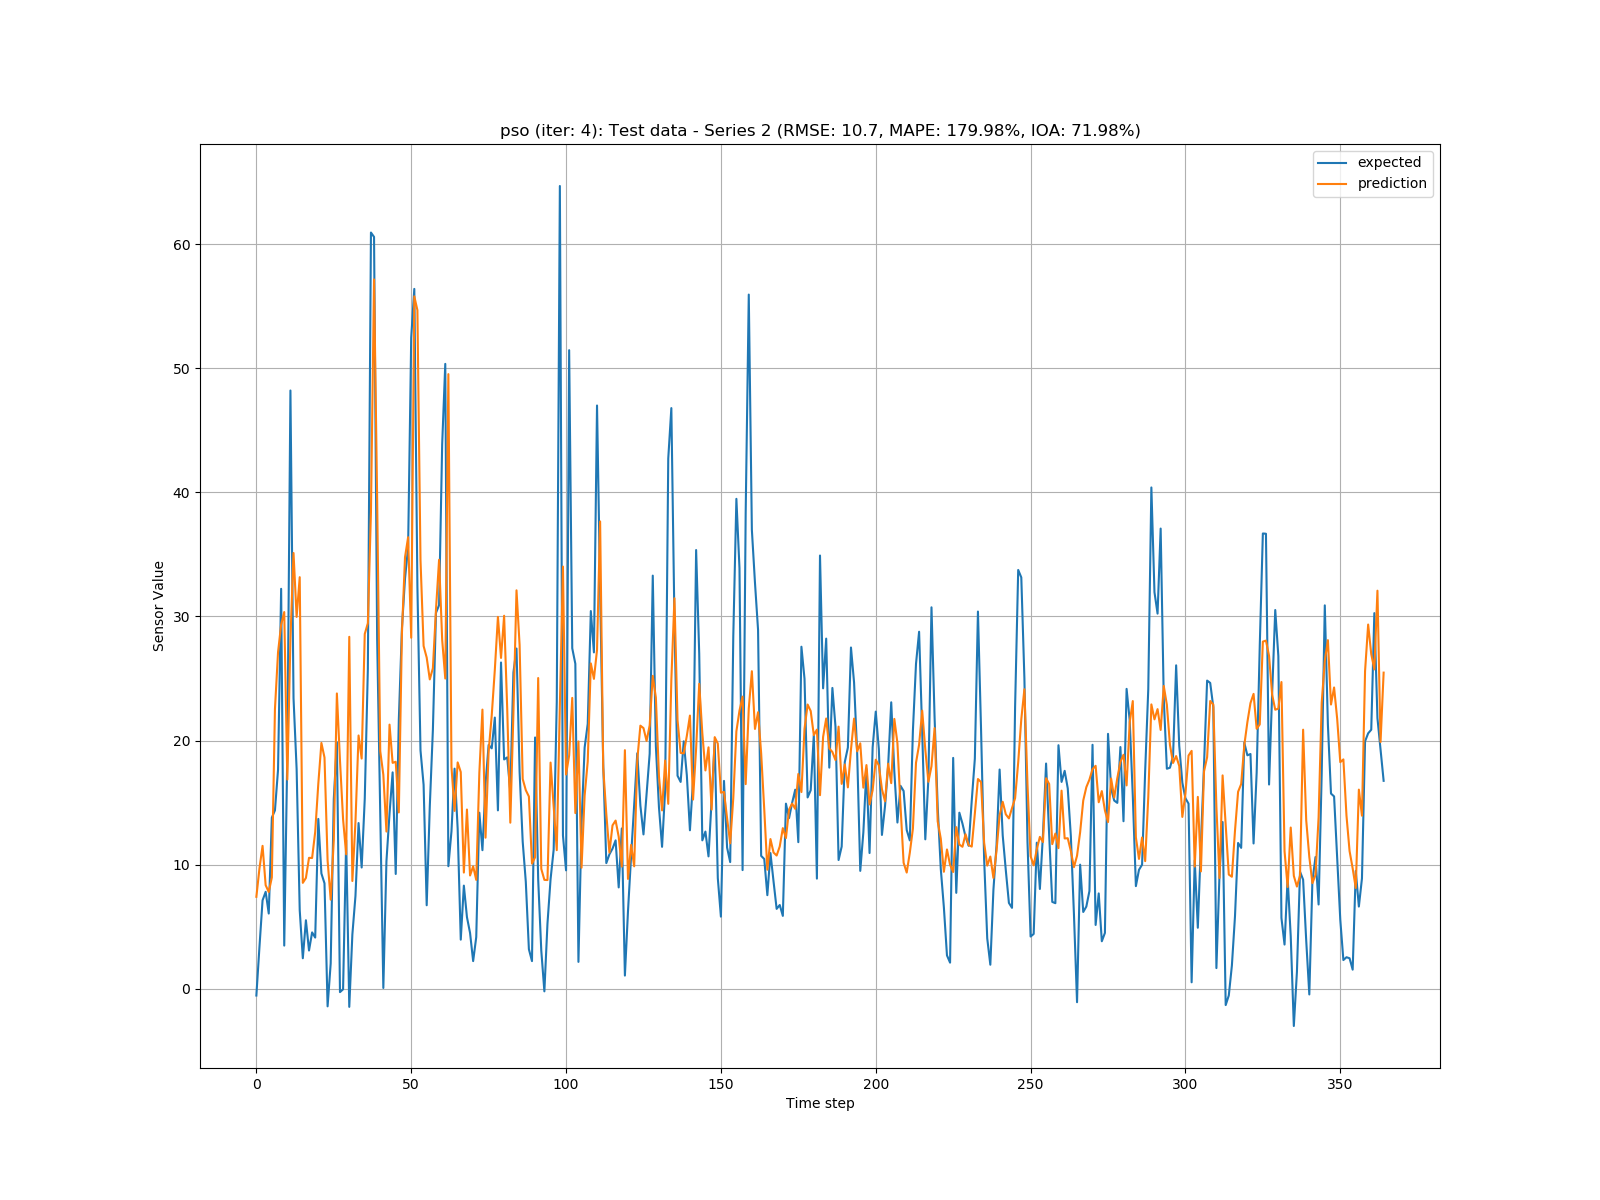 pso (iter: 4): Test data - Series 2 (RMSE: 10.7, MAPE: 179.98%, IOA: 71.98%)
expected
prediction
60
50
40
30
20
10
0
Sensor Value
0 50 100 150 200 250 300 350
Time step